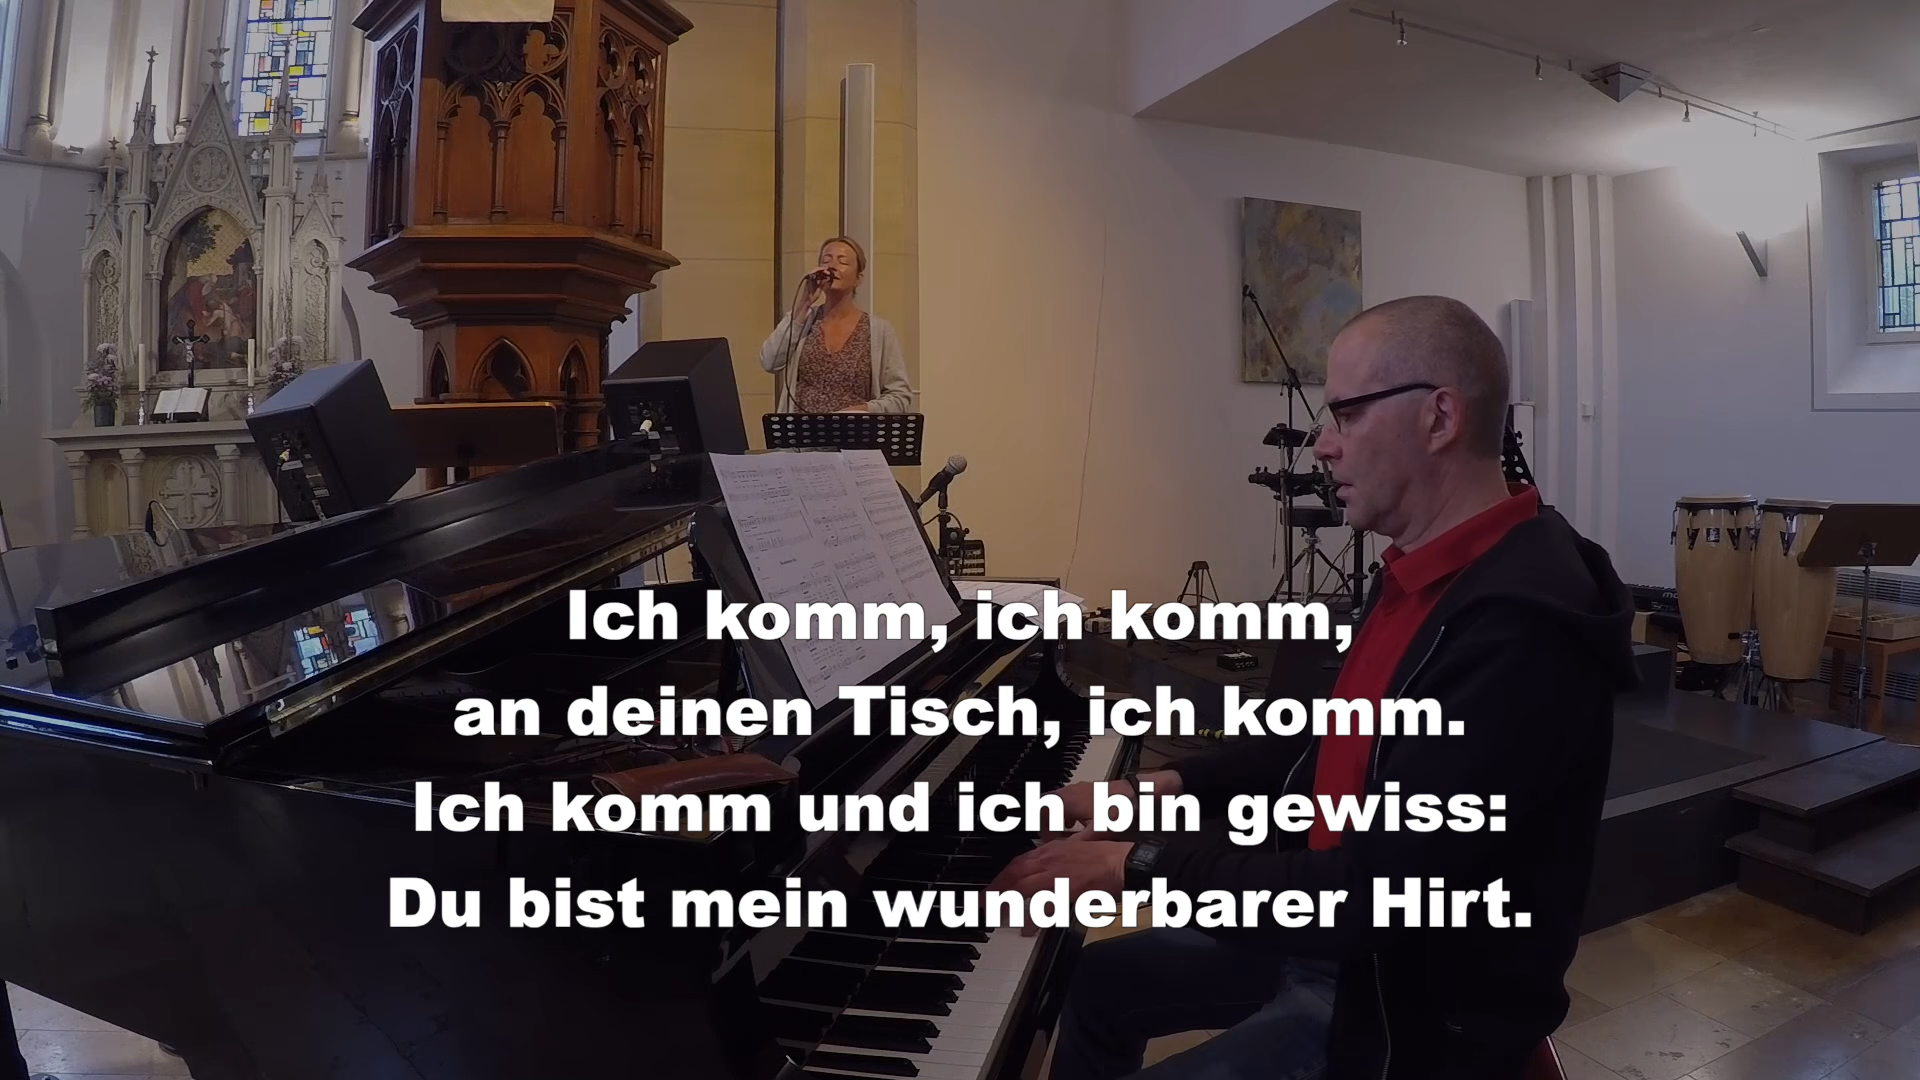 Ich komm, ich komm,
an deinen Tisch, ich komm.
Ich komm und ich bin gewiss:
Du bist mein wunderbarer Hirt.